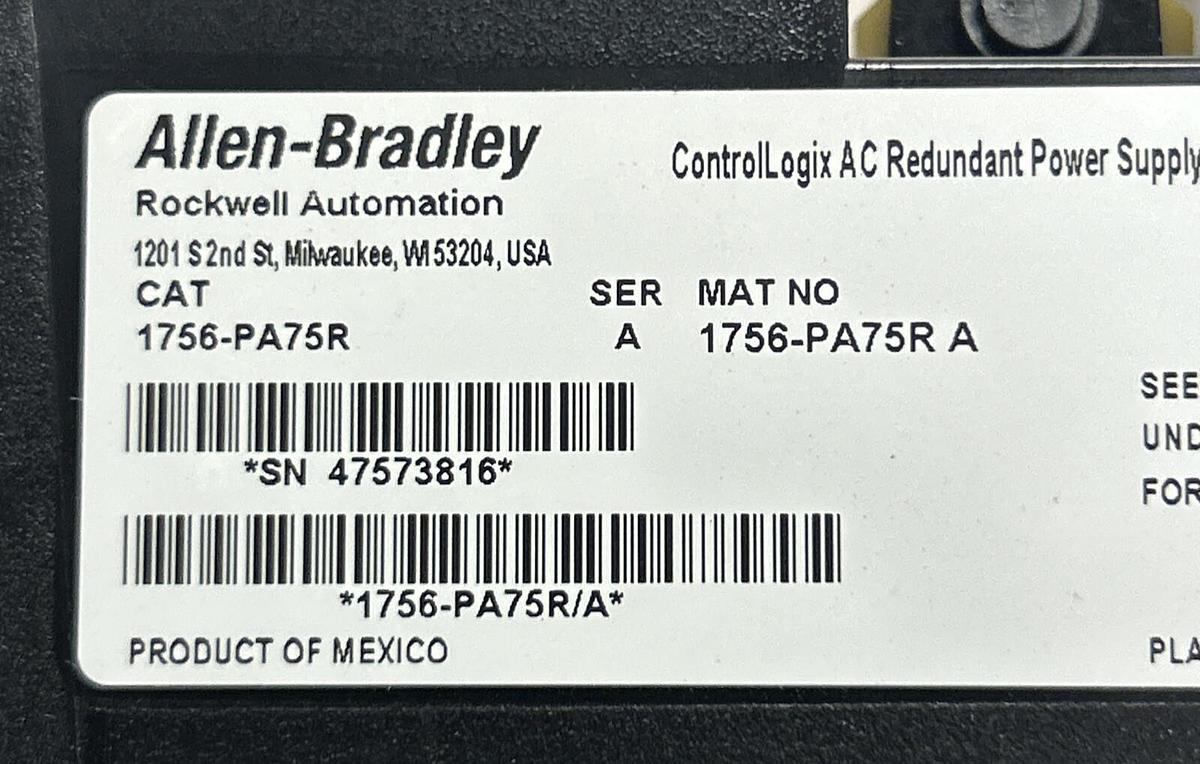 Allen-Bradley
ControlLogix AC Redundant Power Supply
Rockwell Automation
1201 S 2nd St, Milwaukee, WI 53204, USA
CAT SER MAT NO
1756-PA75R A 1756-PA75R A
SEE
*SN 47573816*
UND
FOR
*1756-PA75R/A*
PRODUCT OF MEXICO
PLA